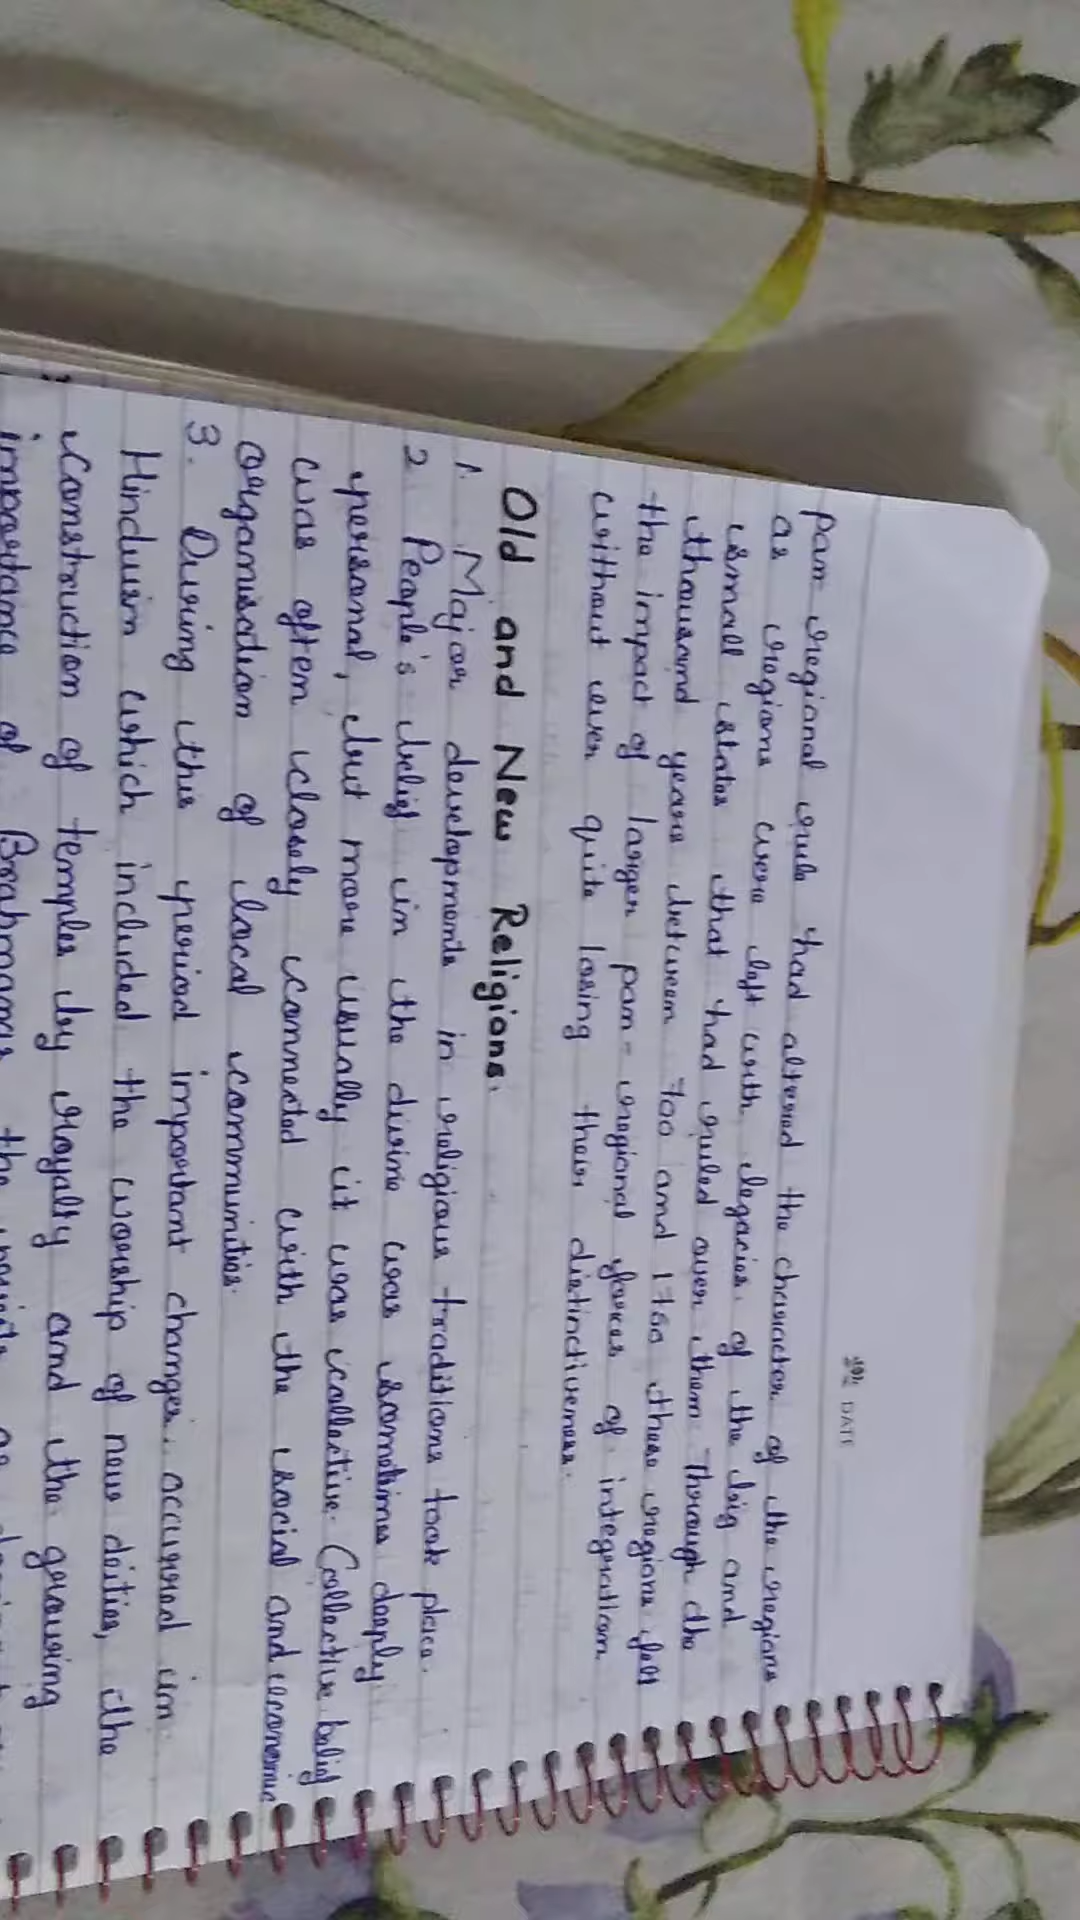 DATE
pan regional rule had altered the character of the regions
as regions were left with legacies of the big and
small states that had ruled over them. Through the
thousand years between 700 and 1750 these regions felt
the impact of larger pan-regional forces of integration
without ever quite losing their distinctiveness.
Old and New Religions.
1. Major developments in religious traditions took place.
2. People's belief in the divine was sometimes deeply
personal, but more usually it was collective. Collective belief
was often closely connected with the social and economic
organisation of local communities.
3. During this period important changes occurred in
Hinduism which included the worship of new deities, the
construction of temples by royalty and the growing
importance of Brahmanas, the